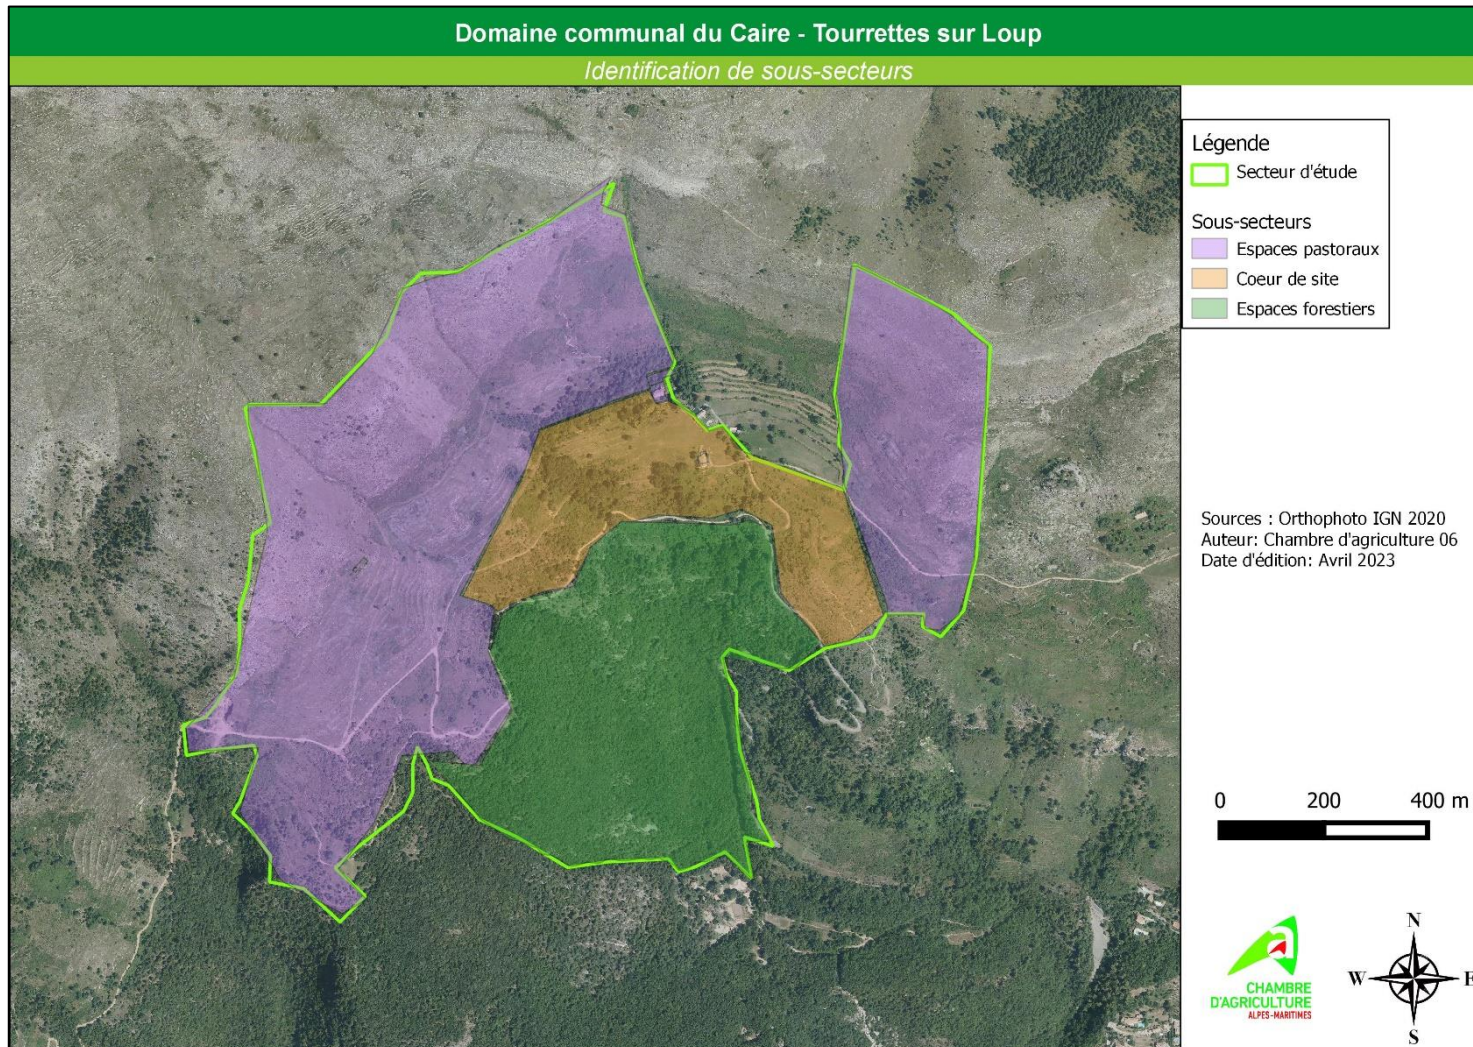 Domaine communal du Caire - Tourrettes sur Loup
Identification de sous-secteurs
Légende
Secteur d'étude
Sous-secteurs
Espaces pastoraux
Coeur de site
Espaces forestiers
Sources : Orthophoto IGN 2020
Auteur: Chambre d'agriculture 06
Date d'édition: Avril 2023
0 200 400 m
CHAMBRE
D'AGRICULTURE
ALPES-MARITIMES
N
W E
S